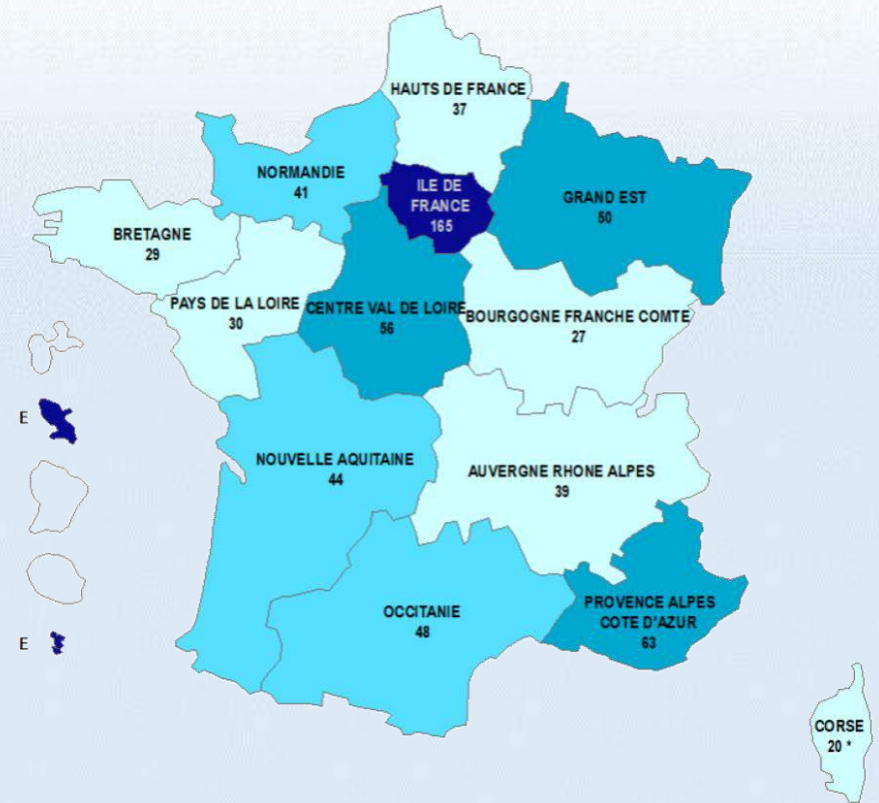 HAUTS DE FRANCE
37
NORMANDIE
41
ILE DE
FRANCE
165
GRAND EST
50
BRETAGNE
29
PAYS DE LA LOIRE
30
CENTRE VAL DE LOIRE
56
BOURGOGNE FRANCHE COMTE
27
E
NOUVELLE AQUITAINE
44
AUVERGNE RHONE ALPES
39
OCCITANIE
48
PROVENCE ALPES
COTE D'AZUR
63
E
CORSE
20 *